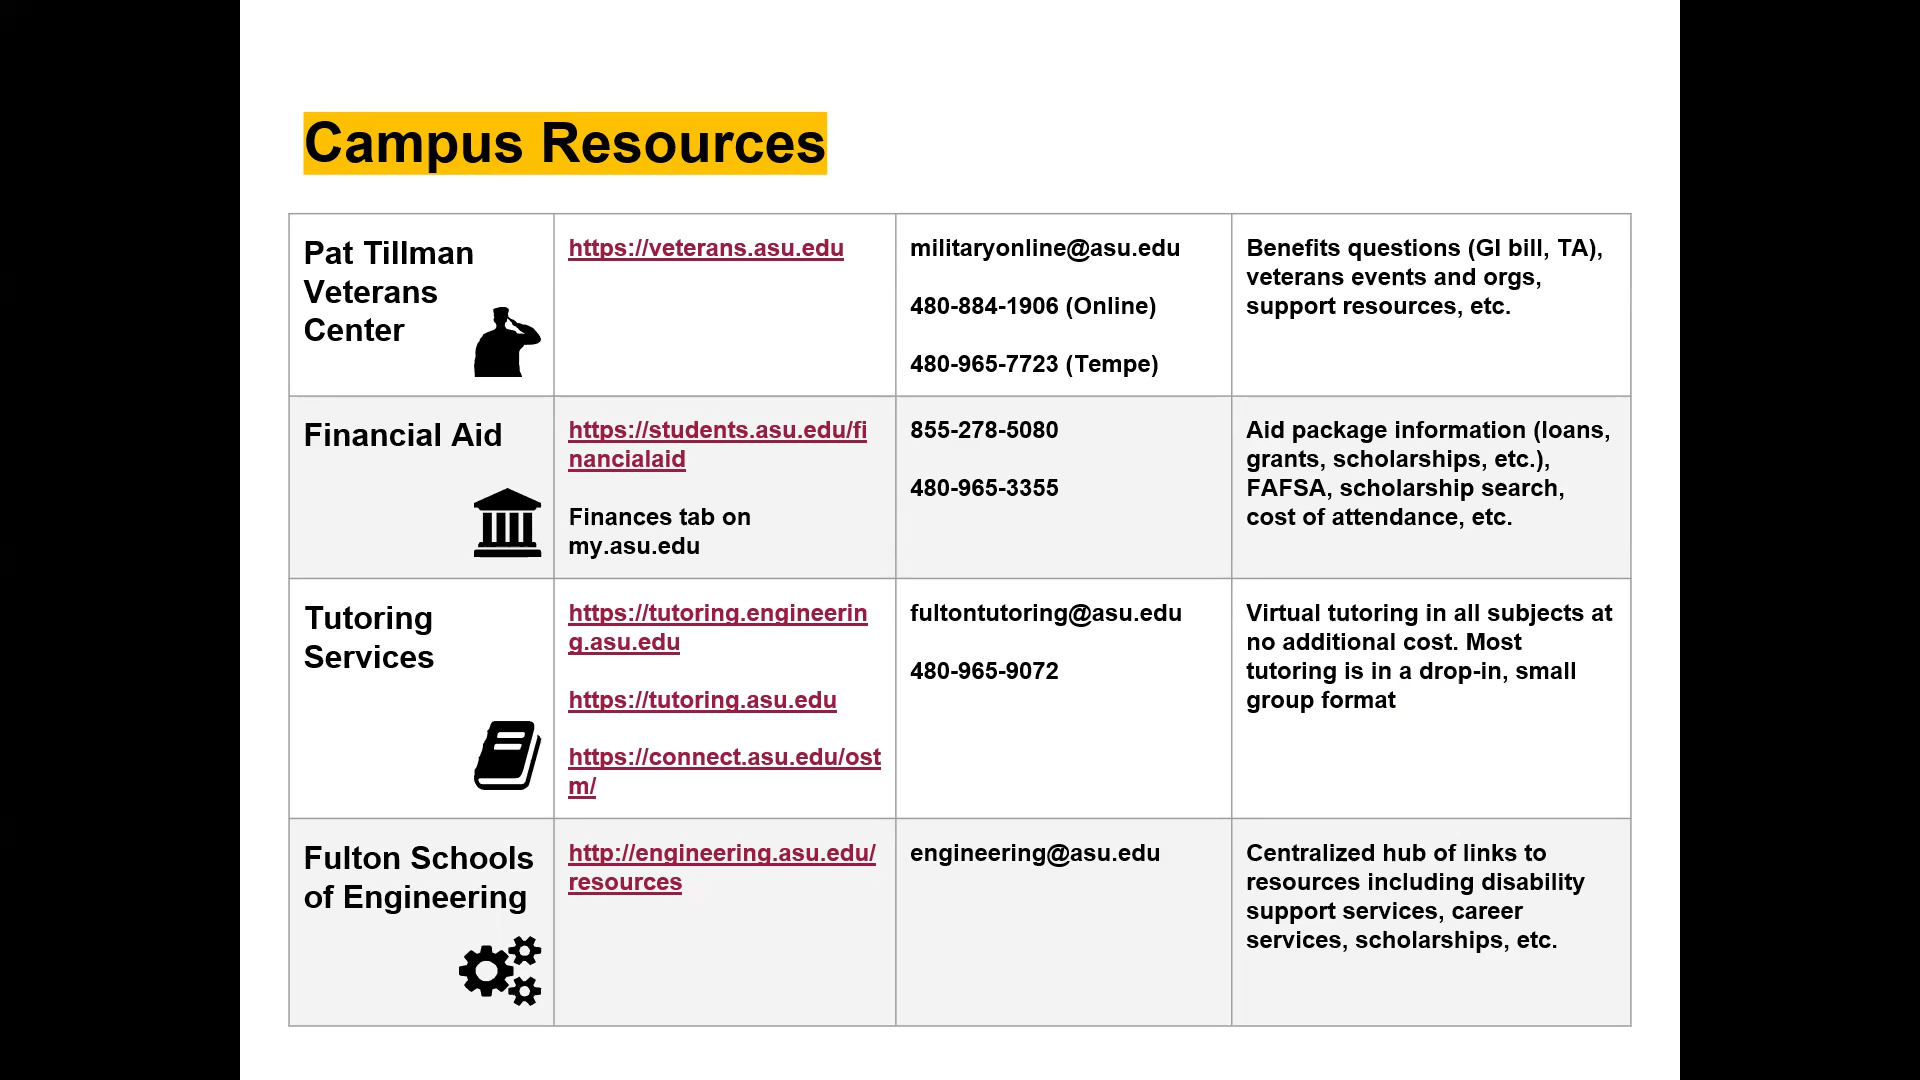 Campus Resources
Pat Tillman
Veterans
Center
https://veterans.asu.edu
militaryonline@asu.edu
480-884-1906 (Online)
480-965-7723 (Tempe)
Benefits questions (GI bill, TA),
veterans events and orgs,
support resources, etc.
Financial Aid
https://students.asu.edu/fi
nancialaid
Finances tab on
my.asu.edu
855-278-5080
480-965-3355
Aid package information (loans,
grants, scholarships, etc.),
FAFSA, scholarship search,
cost of attendance, etc.
Tutoring
Services
https://tutoring.engineerin
g.asu.edu
https://tutoring.asu.edu
https://connect.asu.edu/ost
m/
fultontutoring@asu.edu
480-965-9072
Virtual tutoring in all subjects at
no additional cost. Most
tutoring is in a drop-in, small
group format
Fulton Schools
of Engineering
http://engineering.asu.edu/
resources
engineering@asu.edu
Centralized hub of links to
resources including disability
support services, career
services, scholarships, etc.